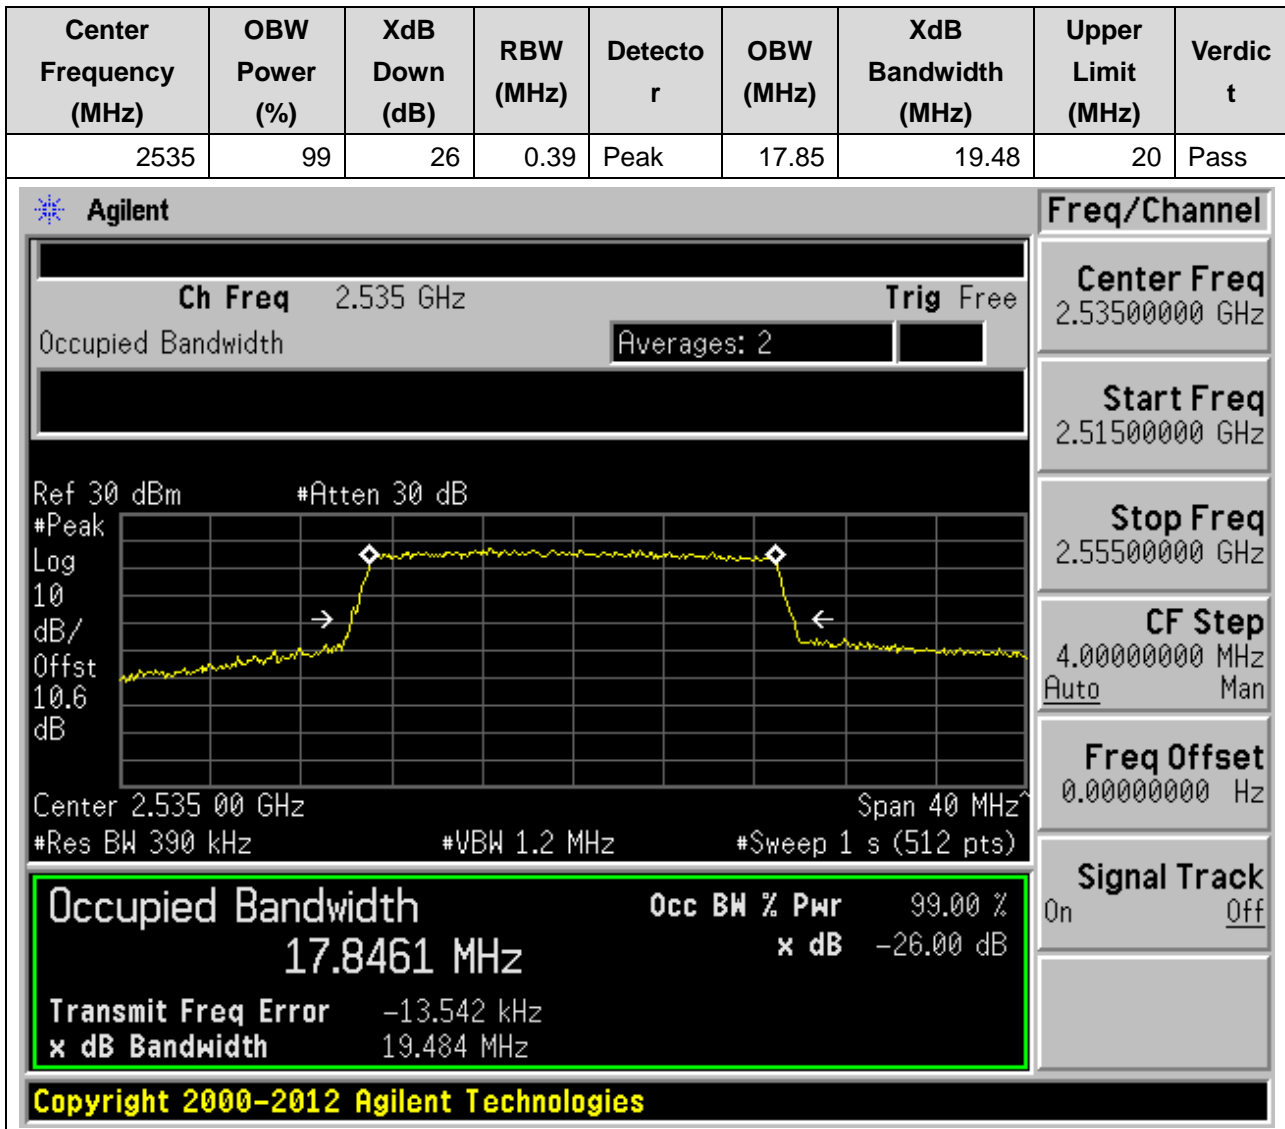 Center Frequency (MHz) OBW Power (%) XdB Down (dB) RBW (MHz) Detecto r OBW (MHz) XdB Bandwidth (MHz) Upper Limit (MHz) Verdic t
2535 99 26 0.39 Peak 17.85 19.48 20 Pass
Agilent
Freq/Channel
Ch Freq 2.535 GHz Trig Free
Occupied Bandwidth Averages: 2
Center Freq
2.53500000 GHz
Start Freq
2.51500000 GHz
Stop Freq
2.55500000 GHz
CF Step
4.00000000 MHz
Auto Man
Freq Offset
0.00000000 Hz
Signal Track
On Off
Ref 30 dBm #Atten 30 dB
#Peak
Log
10
dB/
Offst
10.6
dB
Center 2.535 00 GHz Span 40 MHz^
#Res BW 390 kHz #VBW 1.2 MHz #Sweep 1 s (512 pts)
Occupied Bandwidth Occ BW % Pwr 99.00 %
17.8461 MHz x dB -26.00 dB
Transmit Freq Error -13.542 kHz
x dB Bandwidth 19.484 MHz
Copyright 2000-2012 Agilent Technologies